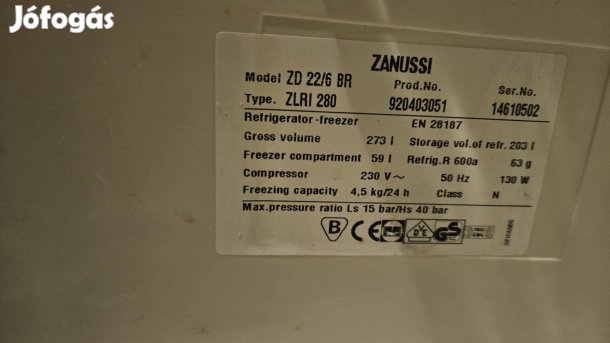 Jófogás
ZANUSSI
Model ZD 22/6 BR Prod.No. Ser.No.
Type. ZLRI 280 920403051 14610502
Refrigerator-freezer EN 28187
Gross volume 273 l Storage vol.of refr. 203 l
Freezer compartment 59 l Refrig.R 600a 63 g
Compressor 230 V~ 50 Hz 130 W
Freezing capacity 4,5 kg/24 h Class N
Max.pressure ratio Ls 15 bar/Hs 40 bar
B CE VDE GS